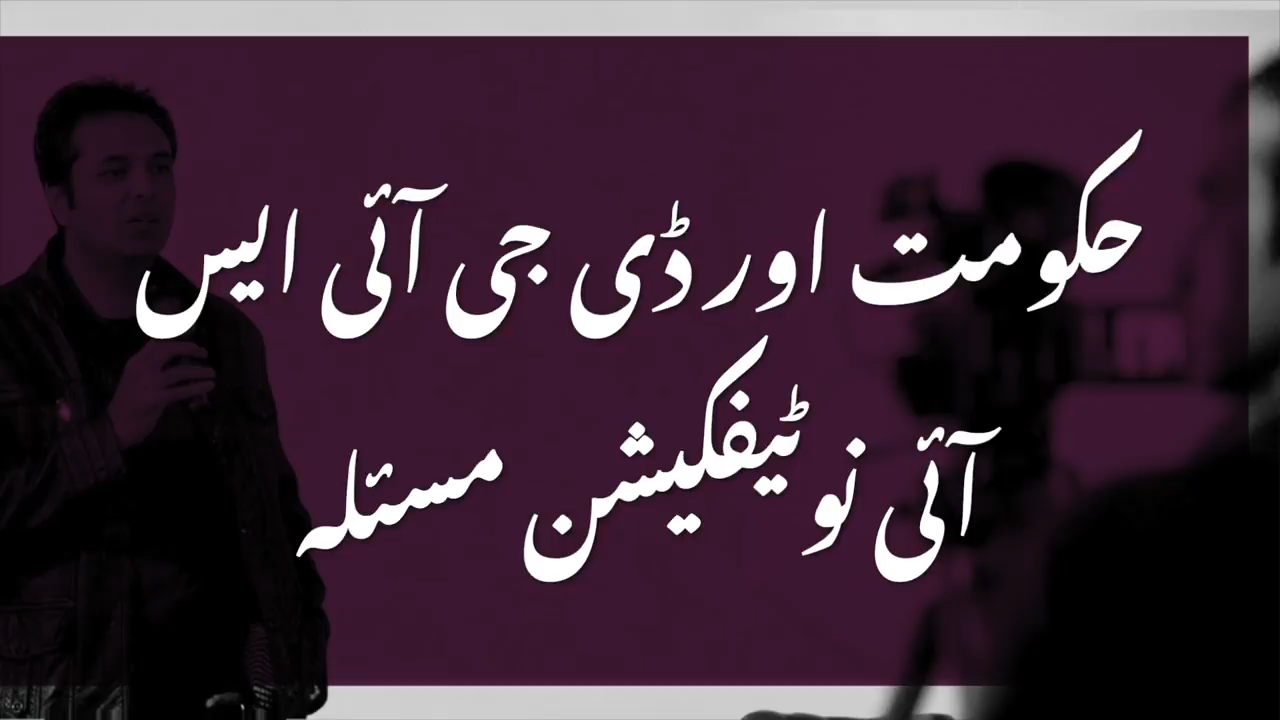 حکومت اور ڈی جی آئی ایس
آئی نوٹیفکیشن مسئلہ